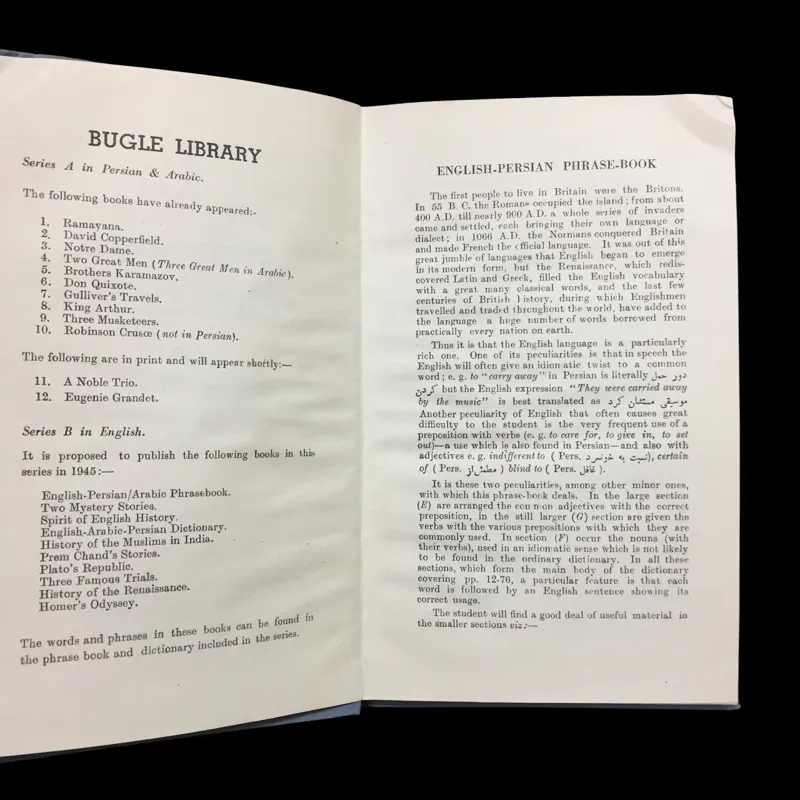 BUGLE LIBRARY
Series A in Persian & Arabic.
The following books have already appeared:-
1. Ramayana.
2. David Copperfield.
3. Notre Dame.
4. Two Great Men (Three Great Men in Arabic).
5. Brothers Karamazov.
6. Don Quixote.
7. Gulliver's Travels.
8. King Arthur.
9. Three Musketeers.
10. Robinson Crusoe (not in Persian).
The following are in print and will appear shortly:—
11. A Noble Trio.
12. Eugenie Grandet.
Series B in English.
It is proposed to publish the following books in this
series in 1945:—
English-Persian/Arabic Phrasebook.
Two Mystery Stories.
Spirit of English History.
English-Arabic-Persian Dictionary.
History of the Muslims in India.
Prem Chand's Stories.
Plato's Republic.
Three Famous Trials.
History of the Renaissance.
Homer's Odyssey.
The words and phrases in these books can be found in
the phrase book and dictionary included in the series.
ENGLISH-PERSIAN PHRASE-BOOK
The first people to live in Britain were the Britons.
In 55 B. C. the Romans occupied the island; from about
400 A.D. till nearly 900 A.D. a whole series of invaders
came and settled, each bringing their own language or
dialect; in 1066 A.D. the Normans conquered Britain
and made French the official language. It was out of this
great jumble of languages that English began to emerge
in its modern form, but the Renaissance, which redis-
covered Latin and Greek, filled the English vocabulary
with a great many classical words, and the last few
centuries of British history, during which Englishmen
travelled and traded throughout the world, have added to
the language a huge number of words borrowed from
practically every nation on earth.
Thus it is that the English language is a particularly
rich one. One of its peculiarities is that in speech the
English will often give an idiomatic twist to a common
word; e. g. to "carry away" in Persian is literally دور حمل
کردن but the English expression "They were carried away
by the music" is best translated as موسیقی مستشان کرد
Another peculiarity of English that often causes great
difficulty to the student is the very frequent use of a
preposition with verbs (e. g. to care for, to give in, to set
out)—a use which is also found in Persian—and also with
adjectives e. g. indifferent to ( Pers. نسبت به خونسرد), certain
of ( Pers. مطمئن از ) blind to ( Pers. غافل ).
It is these two peculiarities, among other minor ones,
with which this phrase-book deals. In the large section
(E) are arranged the common adjectives with the correct
preposition, in the still larger (G) section are given the
verbs with the various prepositions with which they are
commonly used. In section (F) occur the nouns (with
their verbs), used in an idiomatic sense which is not likely
to be found in the ordinary dictionary. In all these
sections, which form the main body of the dictionary
covering pp. 12-76, a particular feature is that each
word is followed by an English sentence showing its
correct usage.
The student will find a good deal of useful material in
the smaller sections viz:—